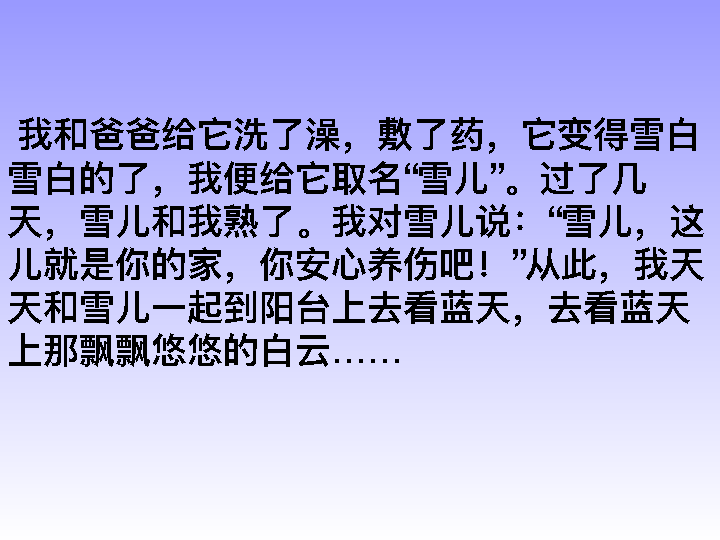 我和爸爸给它洗了澡，敷了药，它变得雪白
雪白的了，我便给它取名“雪儿”。过了几
天，雪儿和我熟了。我对雪儿说：“雪儿，这
儿就是你的家，你安心养伤吧！”从此，我天
天和雪儿一起到阳台上去看蓝天，去看蓝天
上那飘飘悠悠的白云……